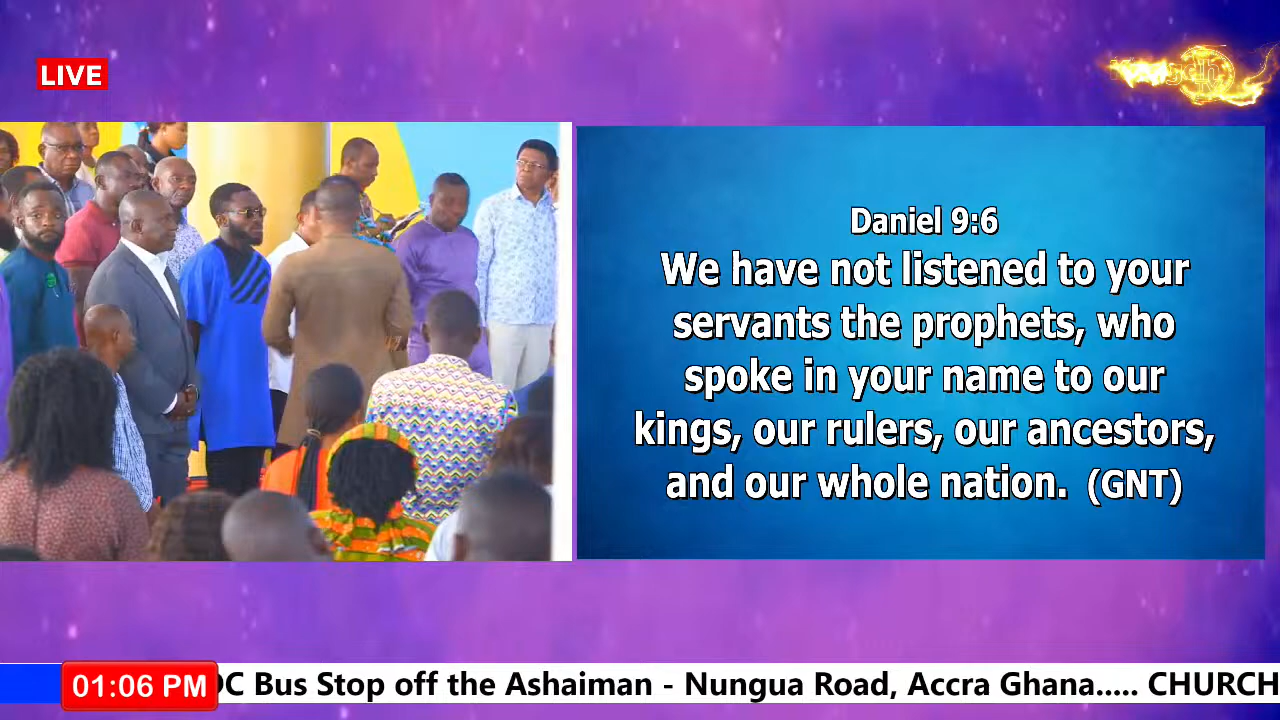 LIVE
Daniel 9:6
We have not listened to your
servants the prophets, who
spoke in your name to our
kings, our rulers, our ancestors,
and our whole nation. (GNT)
01:06 PM
Bus Stop off the Ashaiman - Nungua Road, Accra Ghana..... CHURCH